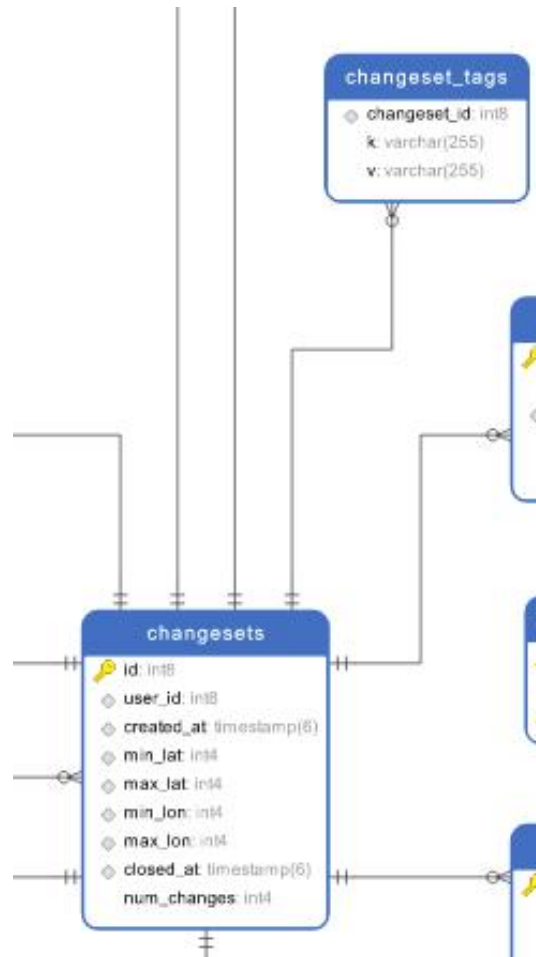 changeset_tags
changeset_id: int8
k: varchar(255)
v: varchar(255)
changesets
id: int8
user_id: int8
created_at: timestamp(6)
min_lat: int4
max_lat: int4
min_lon: int4
max_lon: int4
closed_at: timestamp(6)
num_changes: int4